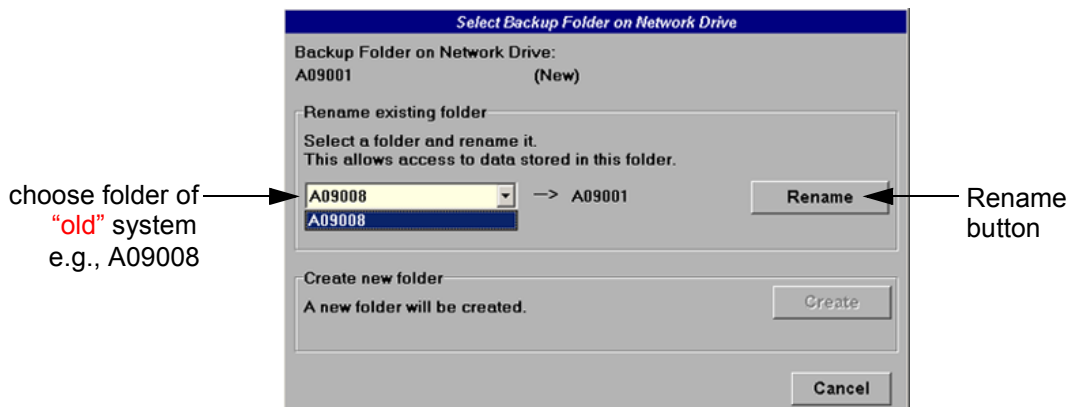 Select Backup Folder on Network Drive
Backup Folder on Network Drive:
A09001 (New)
Rename existing folder
Select a folder and rename it.
This allows access to data stored in this folder.
A09008 —> A09001 Rename
A09008
choose folder of
“old” system
e.g., A09008
Rename
button
Create new folder
A new folder will be created. Create
Cancel